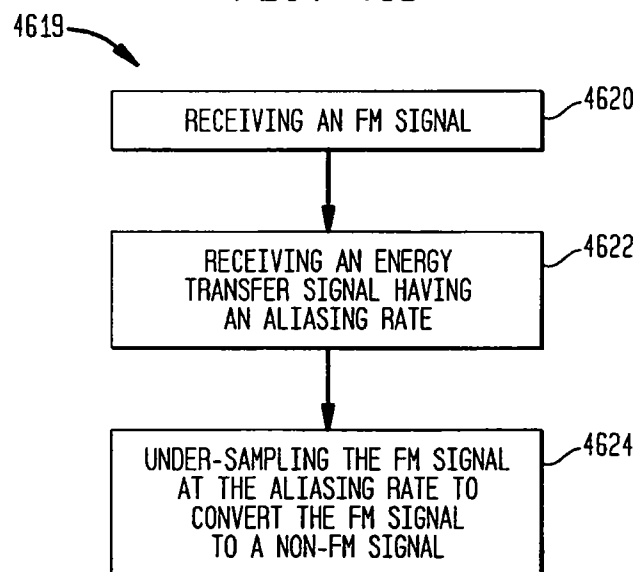 4619
RECEIVING AN FM SIGNAL
4620
RECEIVING AN ENERGY
TRANSFER SIGNAL HAVING
AN ALIASING RATE
4622
UNDER-SAMPLING THE FM SIGNAL
AT THE ALIASING RATE TO
CONVERT THE FM SIGNAL
TO A NON-FM SIGNAL
4624